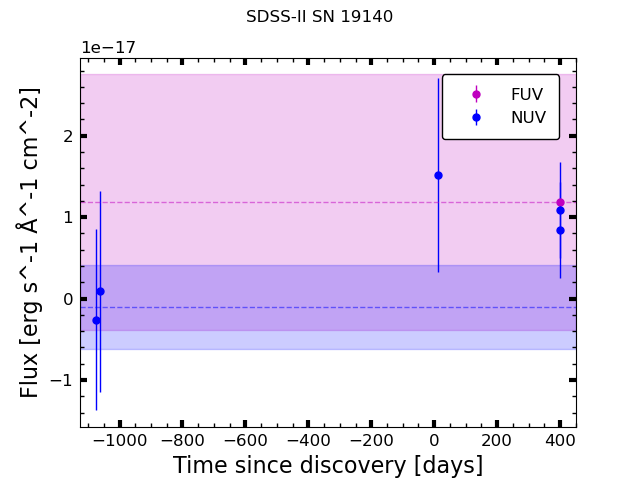 SDSS-II SN 19140
1e−17
FUV
NUV
2
1
0
−1
Flux [erg s^-1 Å^-1 cm^-2]
−1000 −800 −600 −400 −200 0 200 400
Time since discovery [days]